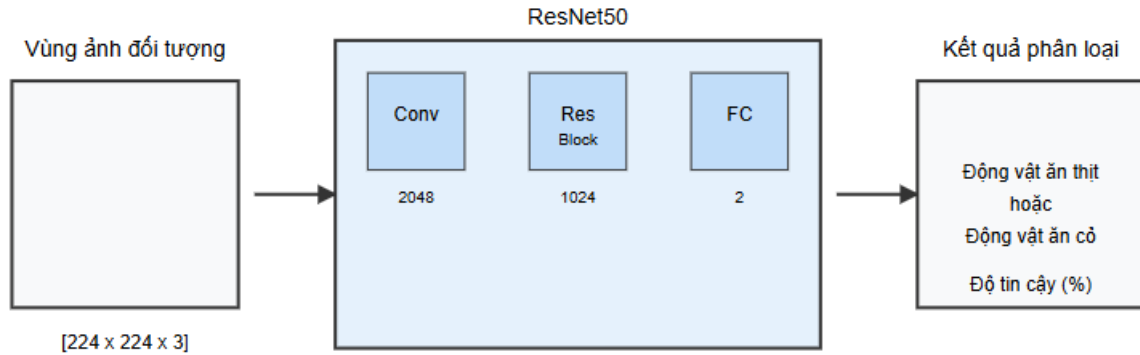 ResNet50
Vùng ảnh đối tượng
Kết quả phân loại
Conv
Res
Block
FC
2048
1024
2
Động vật ăn thịt
hoặc
Động vật ăn cỏ
Độ tin cậy (%)
[224 x 224 x 3]